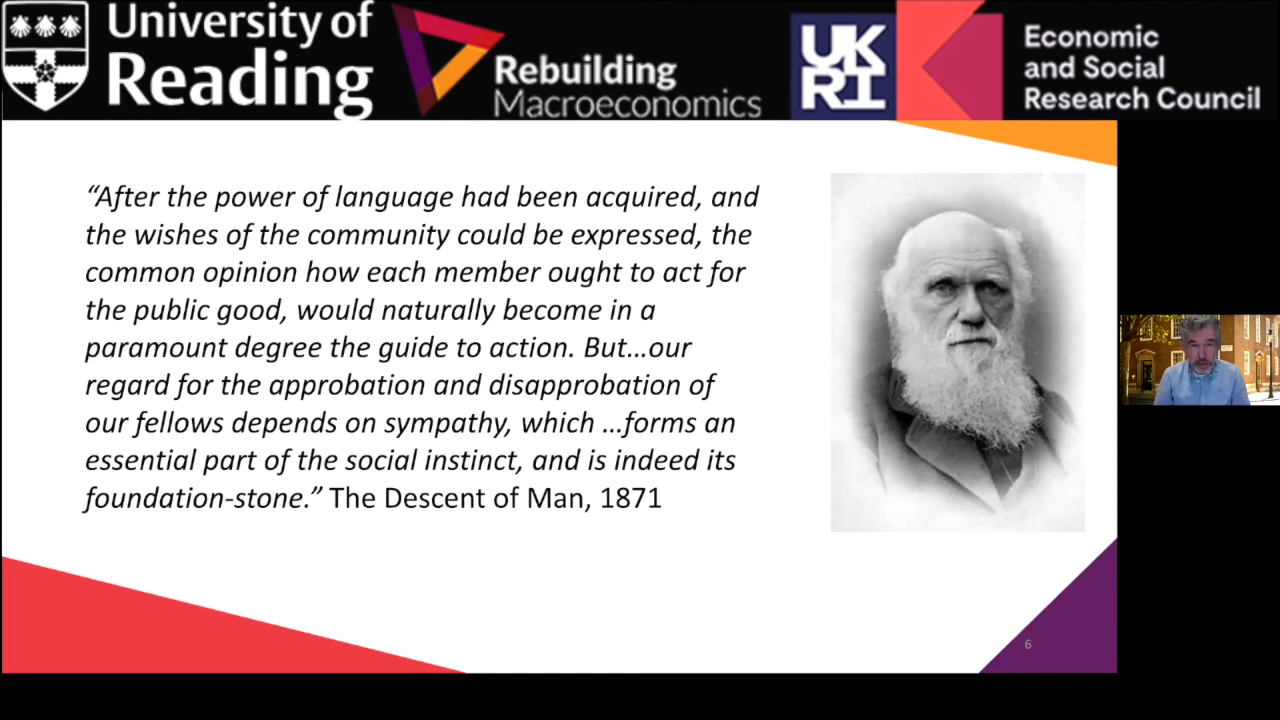 University of
Reading
Rebuilding
Macroeconomics
UK
RI
Economic
and Social
Research Council
“After the power of language had been acquired, and
the wishes of the community could be expressed, the
common opinion how each member ought to act for
the public good, would naturally become in a
paramount degree the guide to action. But...our
regard for the approbation and disapprobation of
our fellows depends on sympathy, which ...forms an
essential part of the social instinct, and is indeed its
foundation-stone.” The Descent of Man, 1871
6